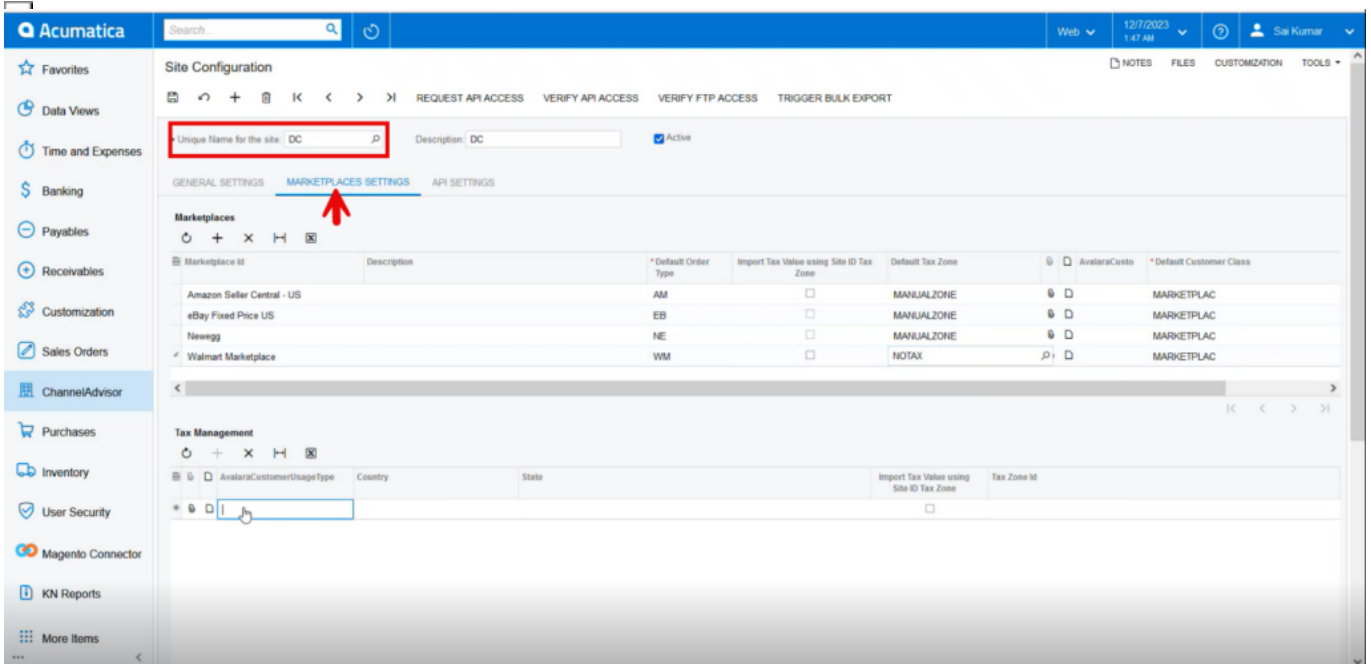 Acumatica
Search...
Web
12/7/2023
1:47 AM
Sai Kumar
Favorites
Data Views
Time and Expenses
Banking
Payables
Receivables
Customization
Sales Orders
ChannelAdvisor
Purchases
Inventory
User Security
Magento Connector
KN Reports
More Items
Site Configuration
NOTES FILES CUSTOMIZATION TOOLS
REQUEST API ACCESS VERIFY API ACCESS VERIFY FTP ACCESS TRIGGER BULK EXPORT
Unique Name for the site: DC Description: DC Active
GENERAL SETTINGS MARKETPLACES SETTINGS API SETTINGS
Marketplaces
Marketplace Id Description * Default Order Type Import Tax Value using Site ID Tax Zone Default Tax Zone AvalaraCusto * Default Customer Class
Amazon Seller Central - US AM MANUALZONE MARKETPLAC
eBay Fixed Price US EB MANUALZONE MARKETPLAC
Newegg NE MANUALZONE MARKETPLAC
Walmart Marketplace WM NOTAX MARKETPLAC
Tax Management
AvalaraCustomerUsageType Country State Import Tax Value using Site ID Tax Zone Tax Zone Id